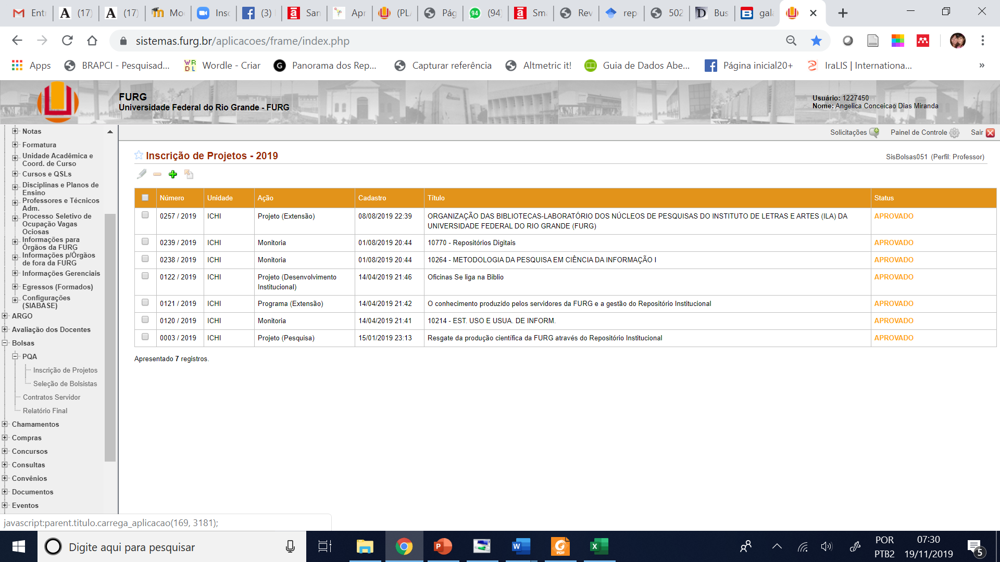 Entr
(17)
(17)
Mo
Insc
(3)
San
Apr
(PL
Pág
94 (94)
Sm
Rev
rep
502
Bus
gala
sistemas.furg.br/aplicacoes/frame/index.php
Apps
BRAPCI - Pesquisad...
Wordle - Criar
Panorama dos Rep...
Capturar referência
Altmetric it!
Guia de Dados Abe...
Página inicial20+
IraLIS | Internationa...
»
FURG
Universidade Federal do Rio Grande - FURG
Usuário: 1227450
Nome: Angelica Conceicao Dias Miranda
Solicitações
Painel de Controle
Sair
Notas
Formatura
Unidade Acadêmica e
Coord. de Curso
Cursos e QSLs
Disciplinas e Planos de
Ensino
Professores e Técnicos
Adm.
Processo Seletivo de
Ocupação Vagas
Ociosas
Informações para
Órgãos da FURG
Informações p/Órgãos
de fora da FURG
Informações Gerenciais
Egressos (Formados)
Configurações
(SIABASE)
ARGO
Avaliação dos Docentes
Bolsas
PQA
Inscrição de Projetos
Seleção de Bolsistas
Contratos Servidor
Relatório Final
Chamamentos
Compras
Concursos
Consultas
Convênios
Documentos
Eventos
Inscrição de Projetos - 2019
SisBolsas051 (Perfil: Professor)
Número Unidade Ação Cadastro Título Status
0257 / 2019 ICHI Projeto (Extensão) 08/08/2019 22:39 ORGANIZAÇÃO DAS BIBLIOTECAS-LABORATÓRIO DOS NÚCLEOS DE PESQUISAS DO INSTITUTO DE LETRAS E ARTES (ILA) DA APROVADO
UNIVERSIDADE FEDERAL DO RIO GRANDE (FURG)
0239 / 2019 ICHI Monitoria 01/08/2019 20:44 10770 - Repositórios Digitais APROVADO
0238 / 2019 ICHI Monitoria 01/08/2019 20:44 10264 - METODOLOGIA DA PESQUISA EM CIÊNCIA DA INFORMAÇÃO I APROVADO
0122 / 2019 ICHI Projeto (Desenvolvimento 14/04/2019 21:46 Oficinas Se liga na Biblio APROVADO
Institucional)
0121 / 2019 ICHI Programa (Extensão) 14/04/2019 21:42 O conhecimento produzido pelos servidores da FURG e a gestão do Repositório Institucional APROVADO
0120 / 2019 ICHI Monitoria 14/04/2019 21:41 10214 - EST. USO E USUA. DE INFORM. APROVADO
0003 / 2019 ICHI Projeto (Pesquisa) 15/01/2019 23:13 Resgate da produção científica da FURG através do Repositório Institucional APROVADO
Apresentado 7 registros.
javascript:parent.titulo.carrega_aplicacao(169, 3181);
Digite aqui para pesquisar
POR
PTB2
07:30
19/11/2019
5